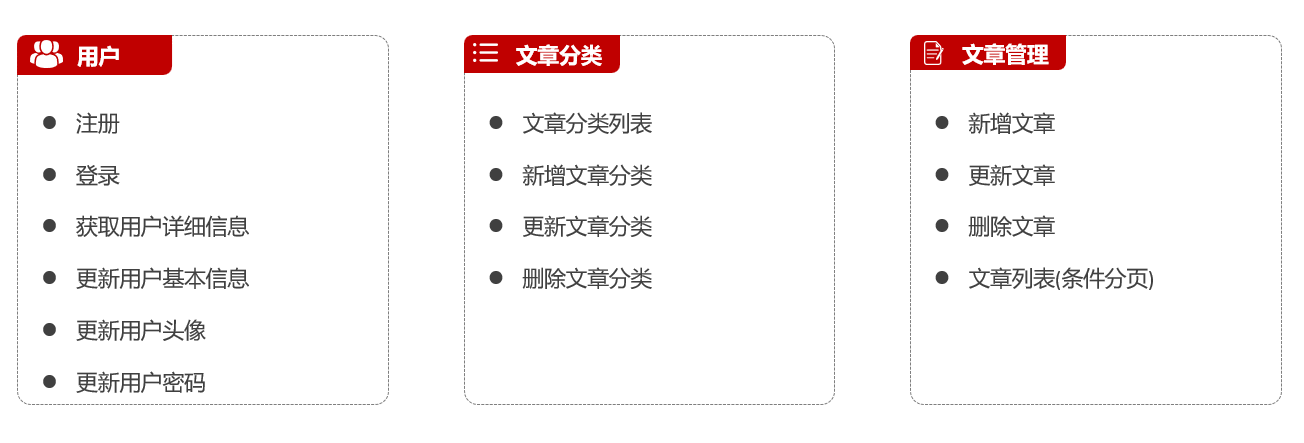 用户
注册
登录
获取用户详细信息
更新用户基本信息
更新用户头像
更新用户密码
文章分类
文章分类列表
新增文章分类
更新文章分类
删除文章分类
文章管理
新增文章
更新文章
删除文章
文章列表(条件分页)